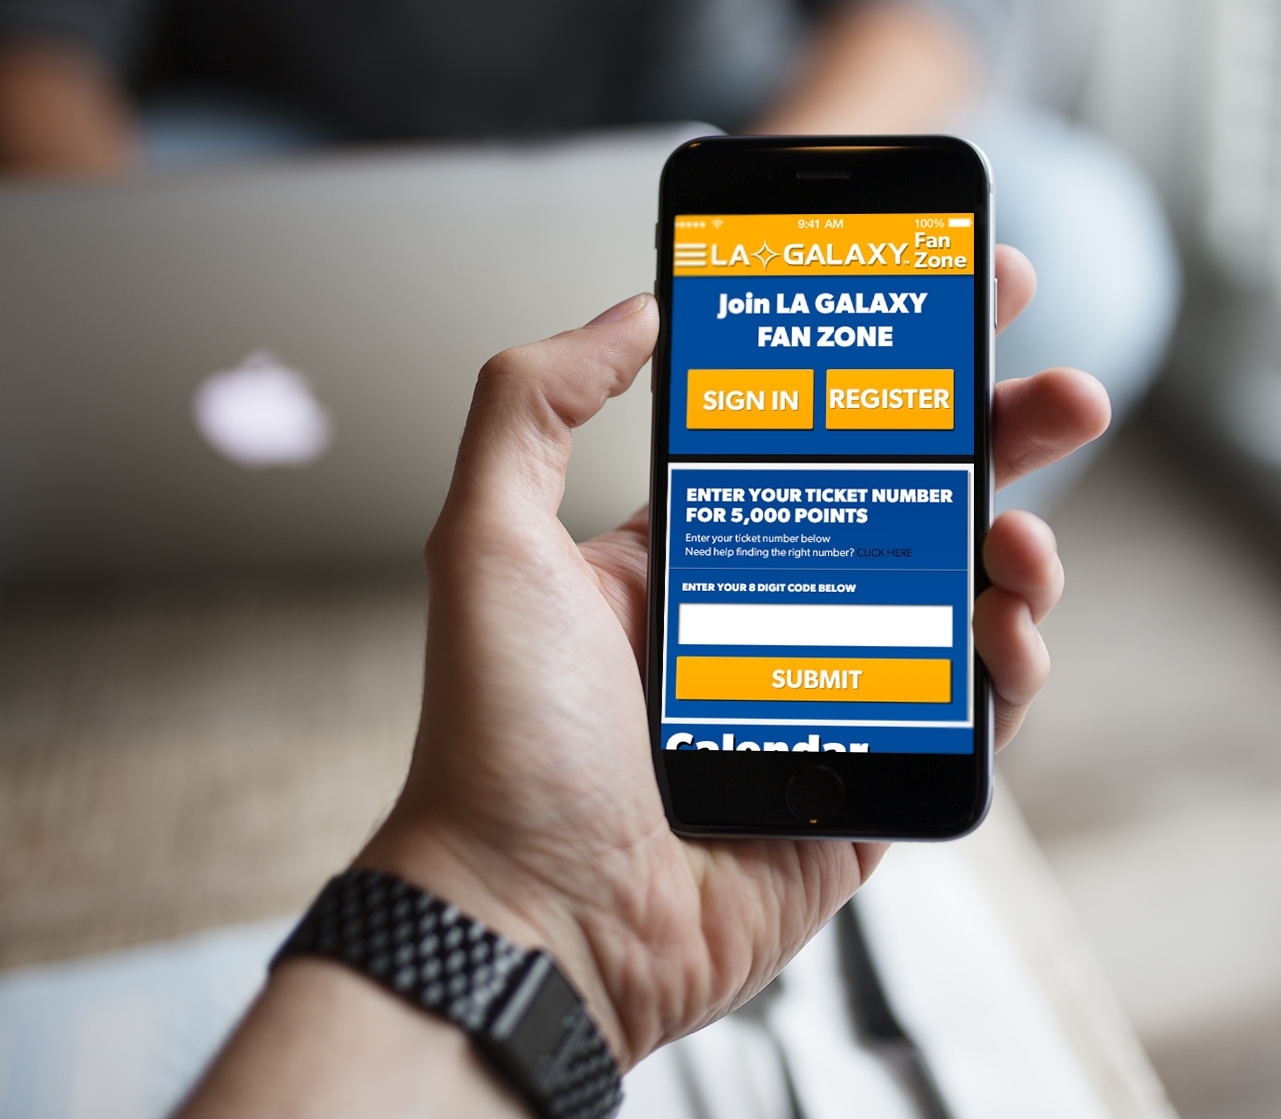 9:41 AM 100%
LA GALAXY Fan
Zone
Join LA GALAXY
FAN ZONE
SIGN IN REGISTER
ENTER YOUR TICKET NUMBER
FOR 5,000 POINTS
Enter your ticket number below
Need help finding the right number? CLICK HERE
ENTER YOUR 8 DIGIT CODE BELOW
SUBMIT
Calendar